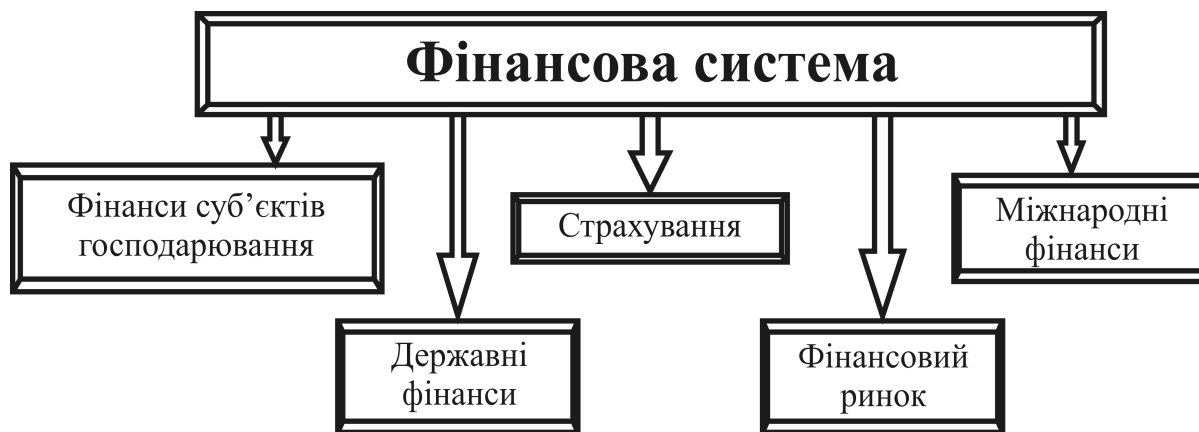 Фінансова система
Фінанси суб’єктів
господарювання
Страхування
Міжнародні
фінанси
Державні
фінанси
Фінансовий
ринок